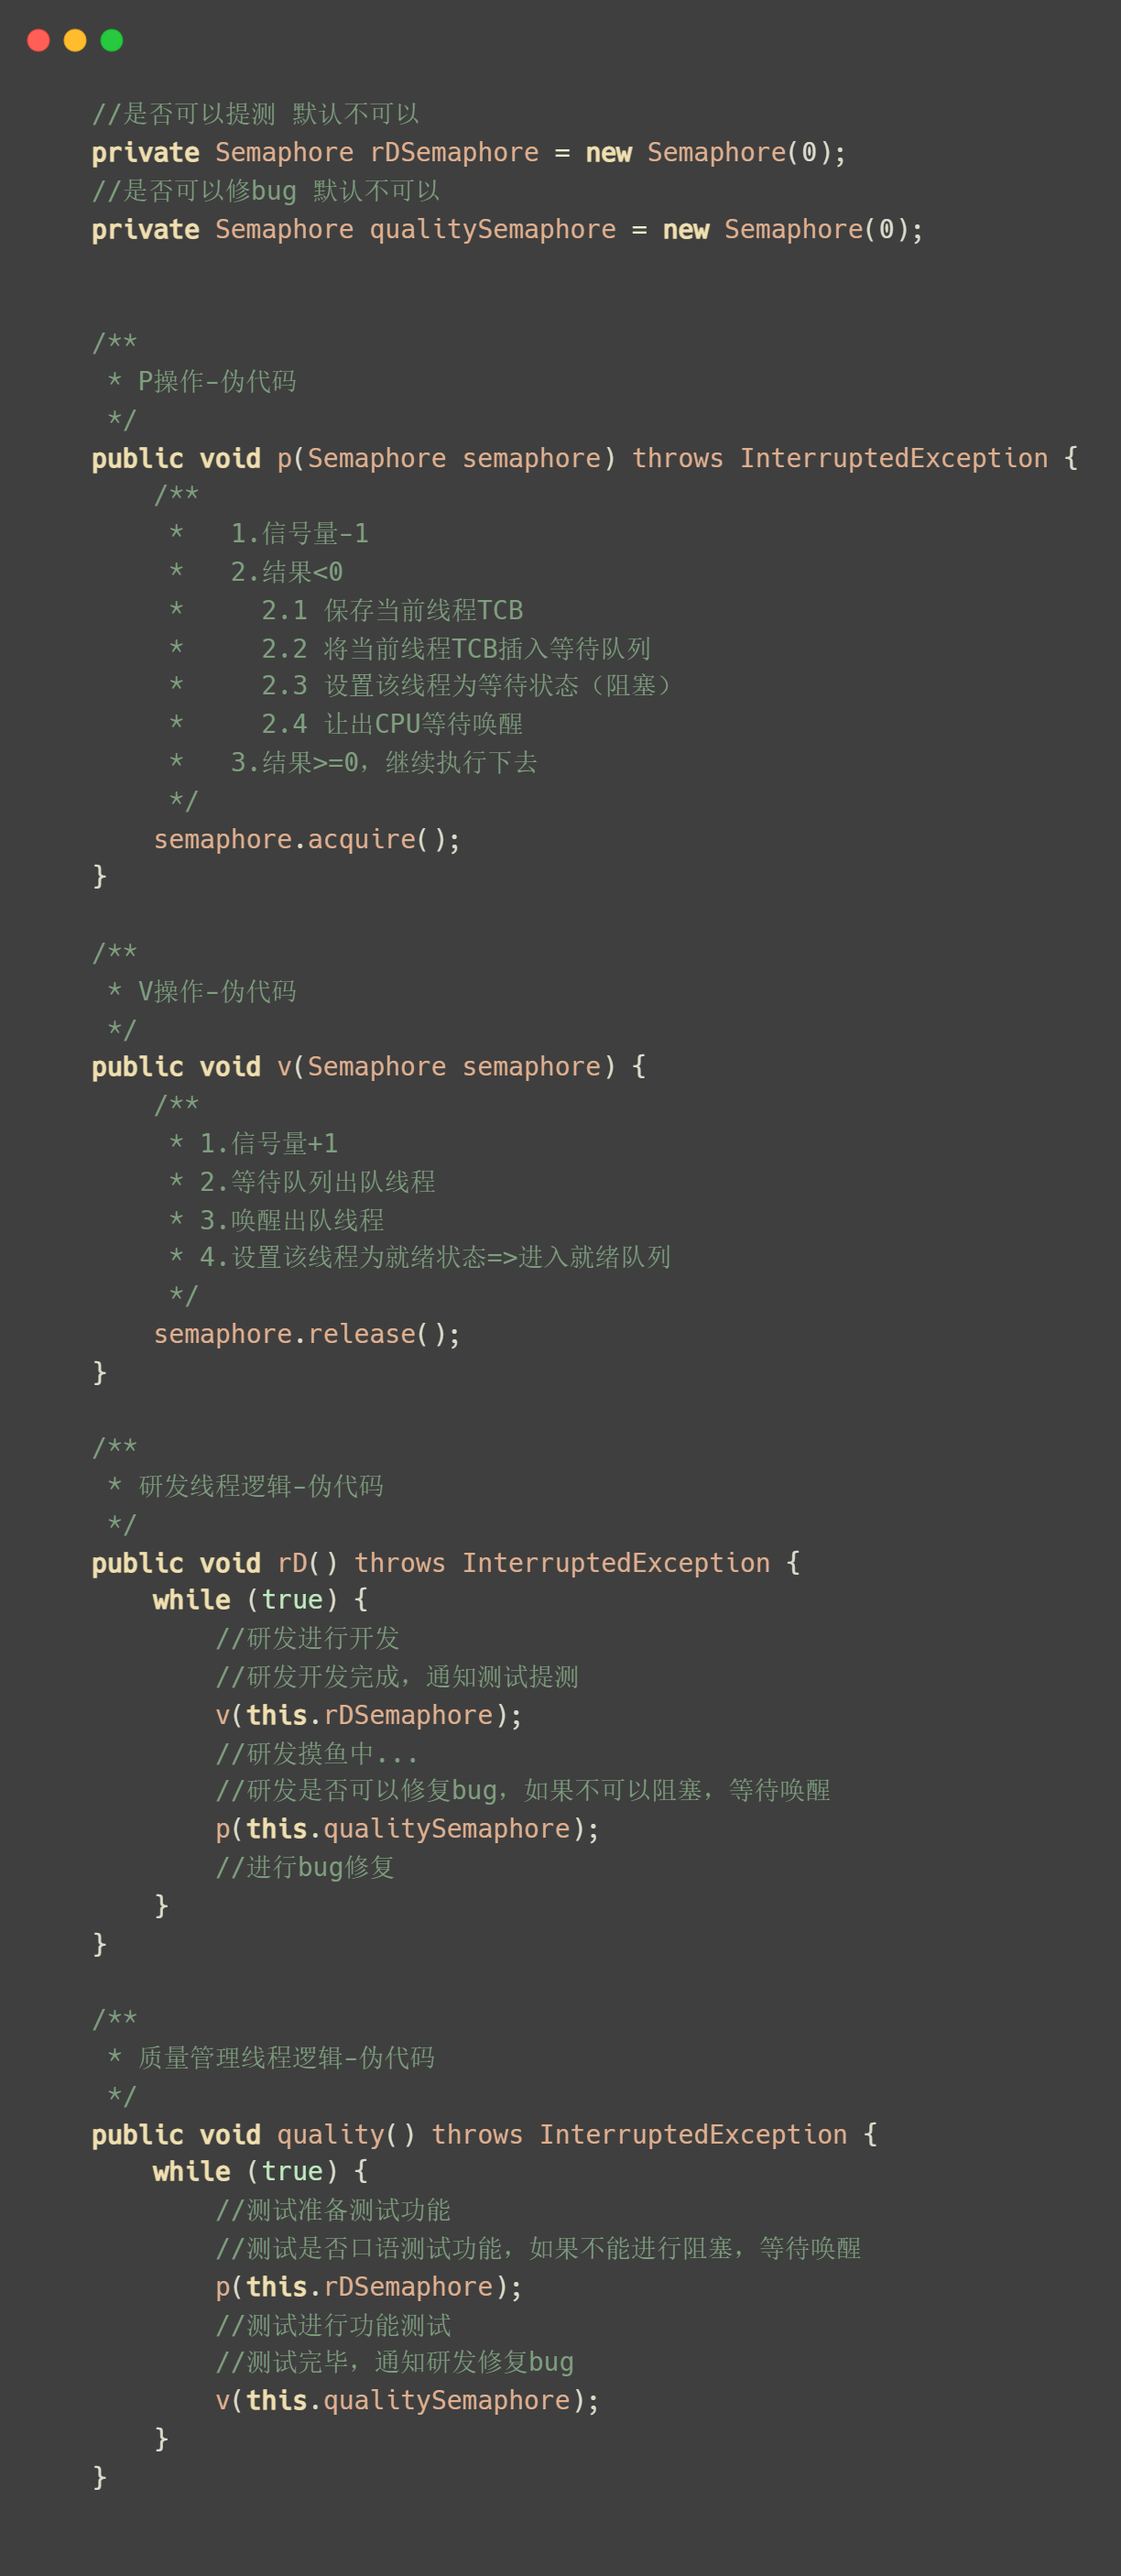 //是否可以提测 默认不可以
private Semaphore rDSemaphore = new Semaphore(0);
//是否可以修bug 默认不可以
private Semaphore qualitySemaphore = new Semaphore(0);
/**
 * P操作-伪代码
 */
public void p(Semaphore semaphore) throws InterruptedException {
    /**
     *   1.信号量-1
     *   2.结果<0
     *     2.1 保存当前线程TCB
     *     2.2 将当前线程TCB插入等待队列
     *     2.3 设置该线程为等待状态（阻塞）
     *     2.4 让出CPU等待唤醒
     *   3.结果>=0，继续执行下去
     */
    semaphore.acquire();
}
/**
 * V操作-伪代码
 */
public void v(Semaphore semaphore) {
    /**
     * 1.信号量+1
     * 2.等待队列出队线程
     * 3.唤醒出队线程
     * 4.设置该线程为就绪状态=>进入就绪队列
     */
    semaphore.release();
}
/**
 * 研发线程逻辑-伪代码
 */
public void rD() throws InterruptedException {
    while (true) {
        //研发进行开发
        //研发开发完成，通知测试提测
        v(this.rDSemaphore);
        //研发摸鱼中...
        //研发是否可以修复bug，如果不可以阻塞，等待唤醒
        p(this.qualitySemaphore);
        //进行bug修复
    }
}
/**
 * 质量管理线程逻辑-伪代码
 */
public void quality() throws InterruptedException {
    while (true) {
        //测试准备测试功能
        //测试是否口语测试功能，如果不能进行阻塞，等待唤醒
        p(this.rDSemaphore);
        //测试进行功能测试
        //测试完毕，通知研发修复bug
        v(this.qualitySemaphore);
    }
}